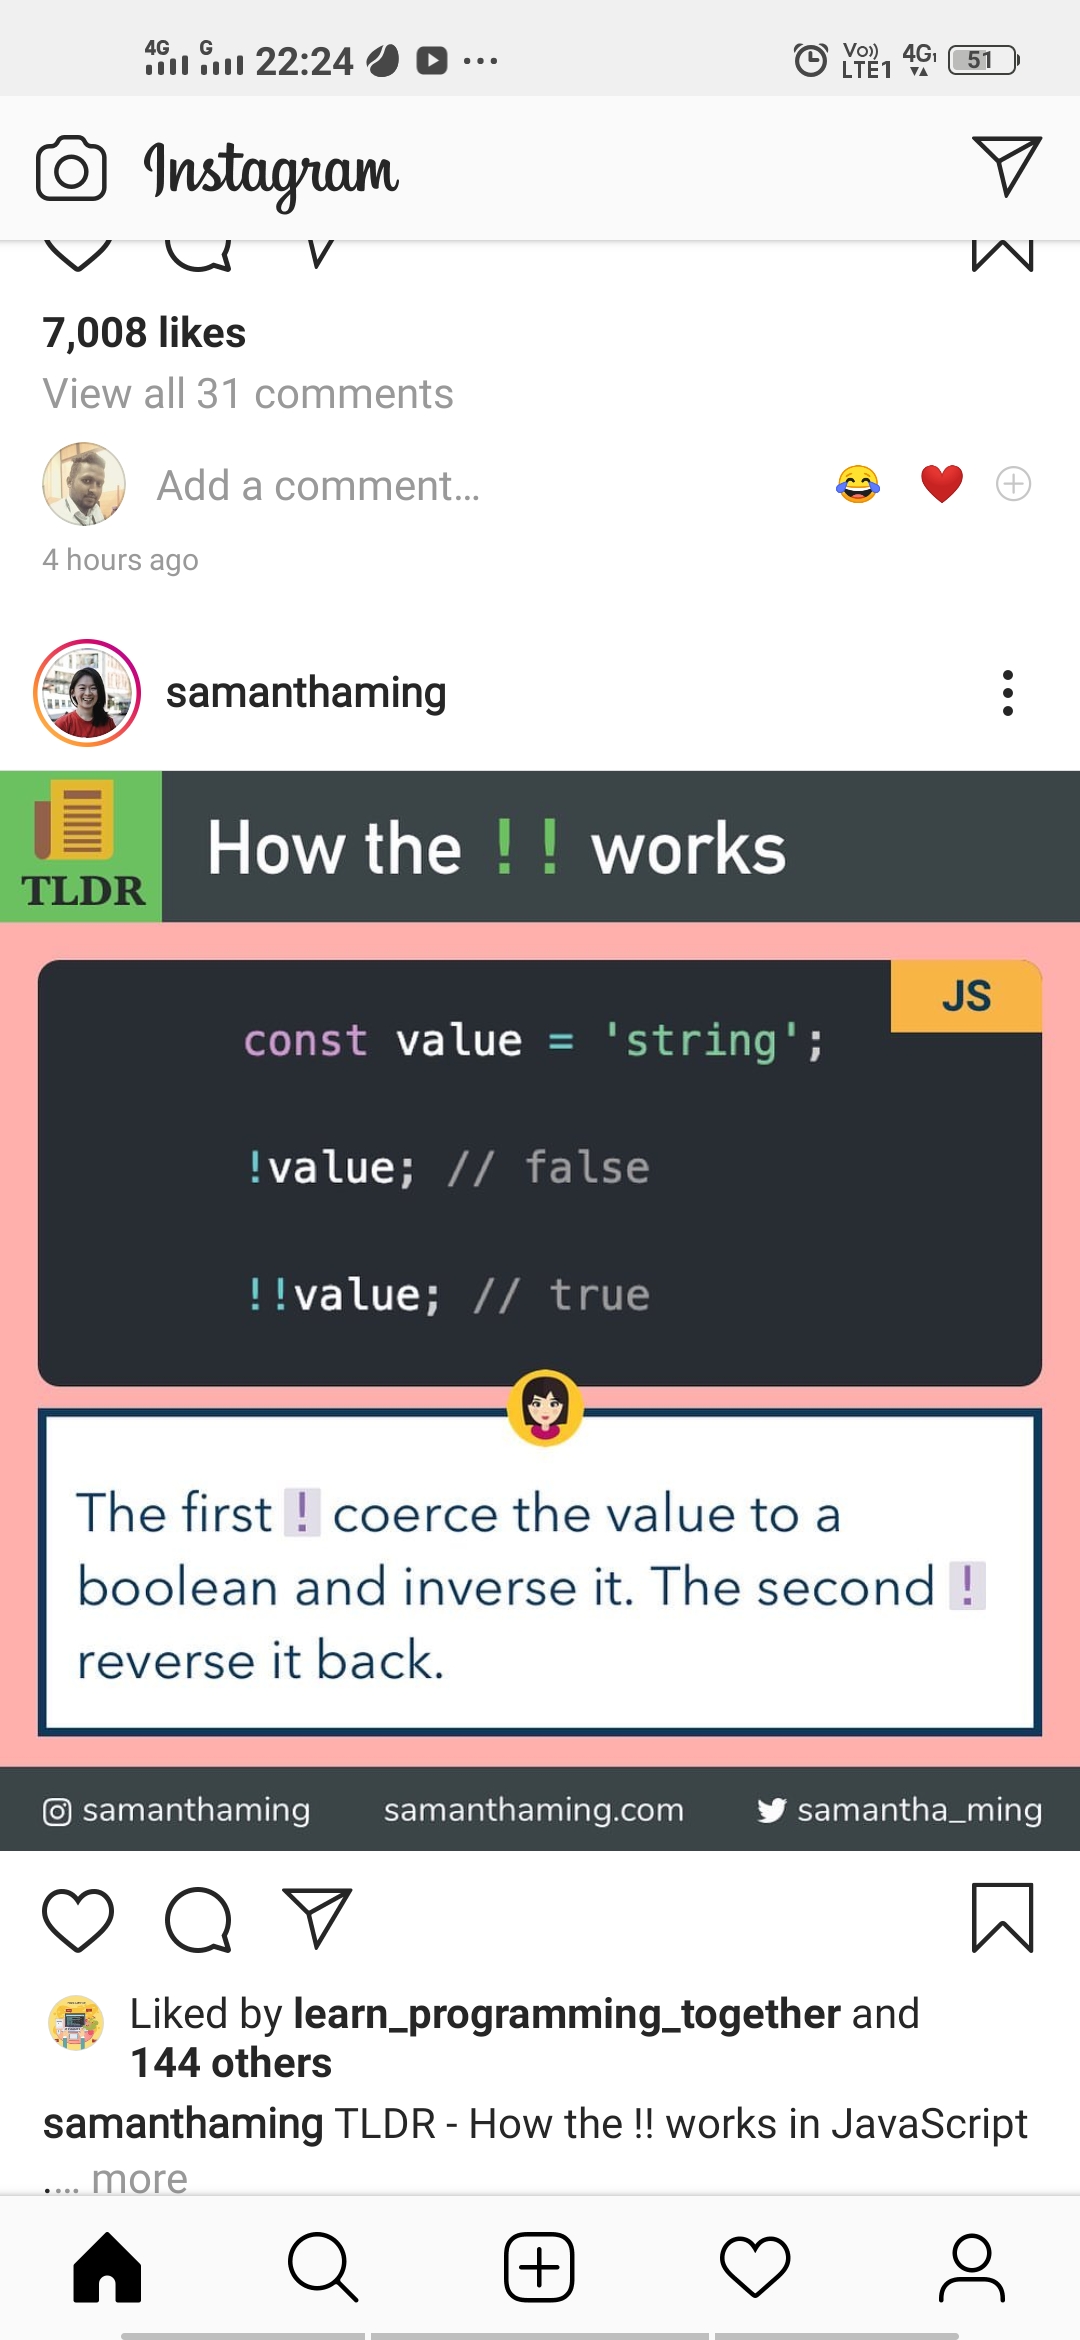 4G G 22:24 ... Vo)) LTE1 4G1 51
Instagram
7,008 likes
View all 31 comments
Add a comment...
4 hours ago
samanthaming
TLDR
How the !! works
JS
const value = 'string';
!value; // false
!!value; // true
The first ! coerce the value to a
boolean and inverse it. The second !
reverse it back.
samanthaming samanthaming.com samantha_ming
Liked by learn_programming_together and
144 others
samanthaming TLDR - How the !! works in JavaScript
.... more